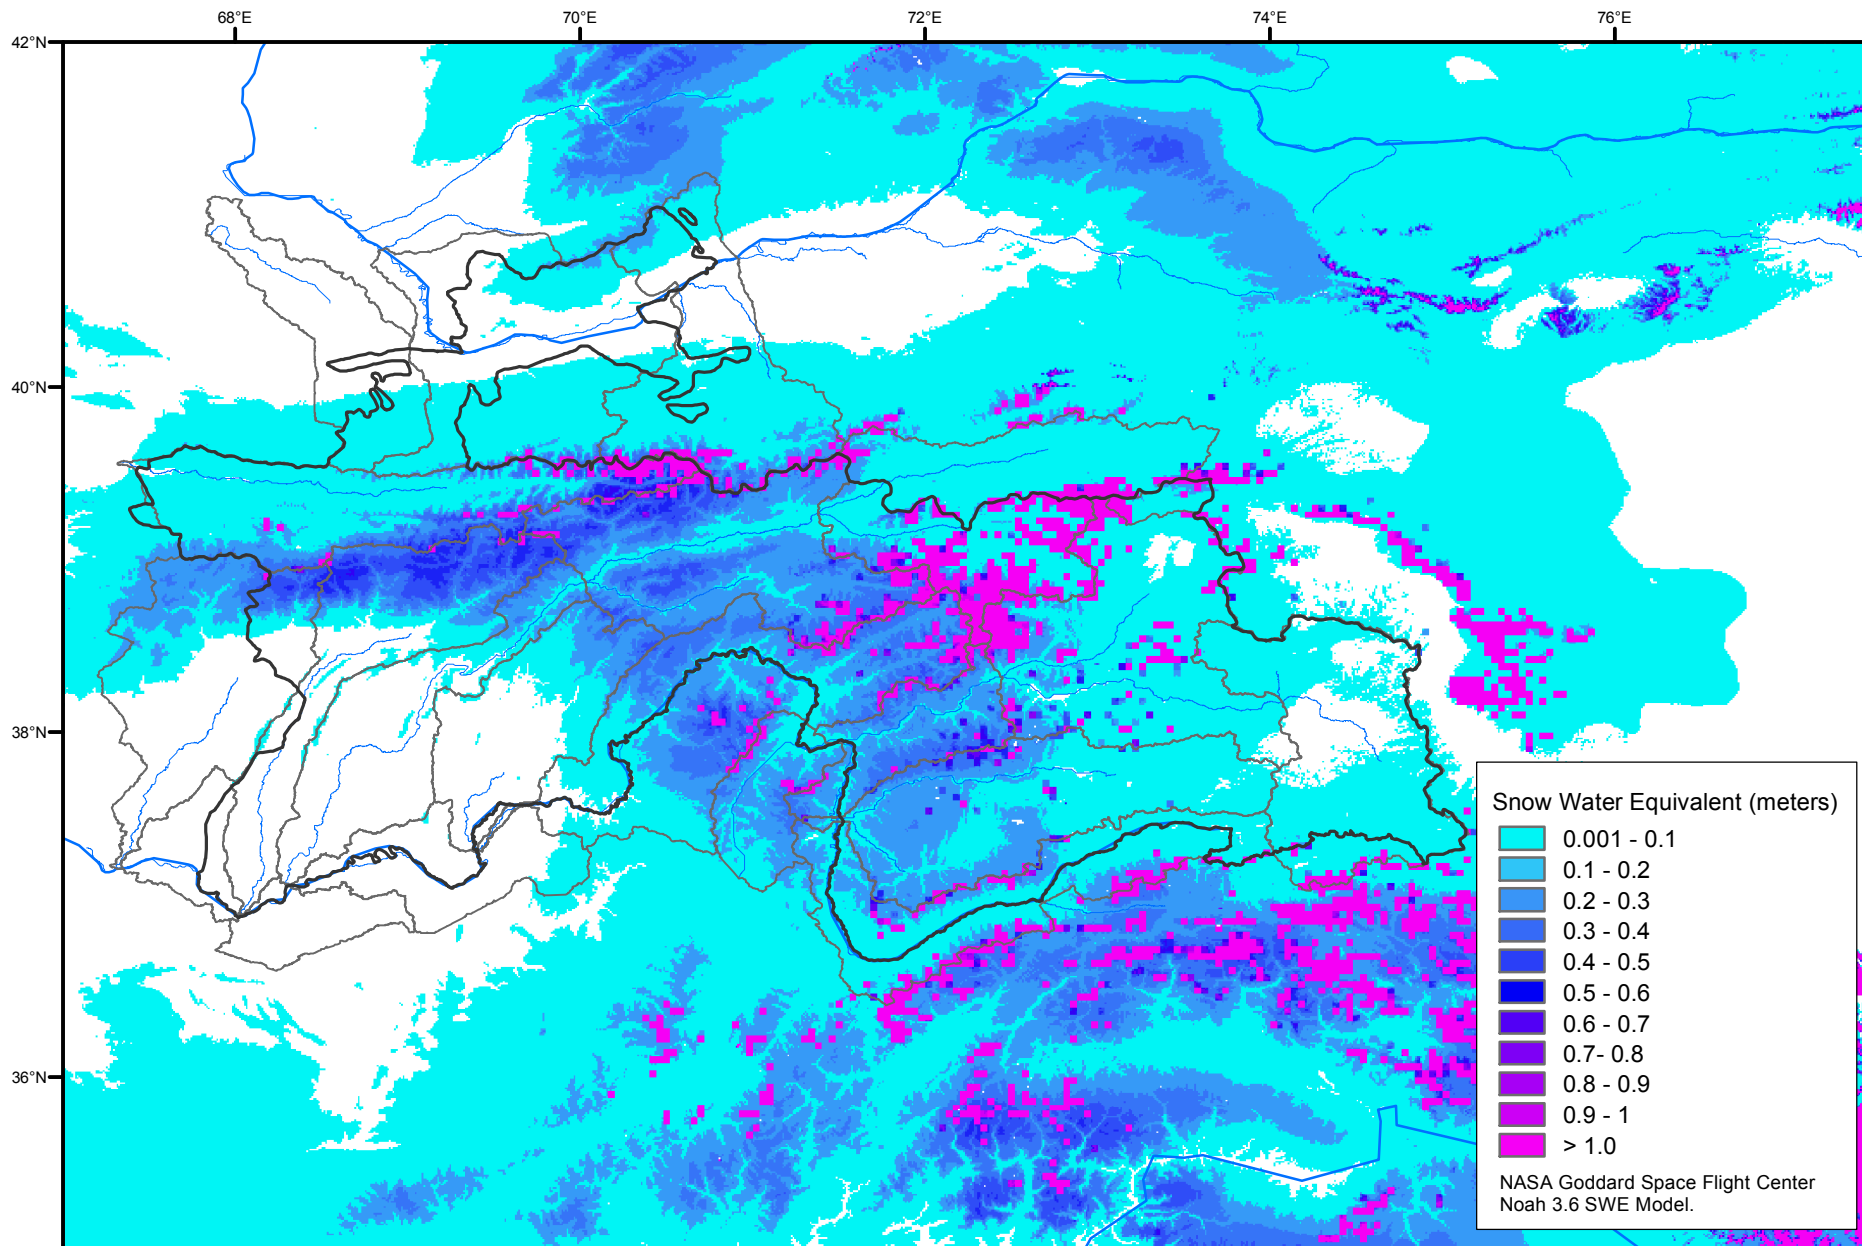 68°E 70°E 72°E 74°E 76°E
42°N
40°N
38°N
36°N
Snow Water Equivalent (meters)
0.001 - 0.1
0.1 - 0.2
0.2 - 0.3
0.3 - 0.4
0.4 - 0.5
0.5 - 0.6
0.6 - 0.7
0.7- 0.8
0.8 - 0.9
0.9 - 1
> 1.0
NASA Goddard Space Flight Center
Noah 3.6 SWE Model.